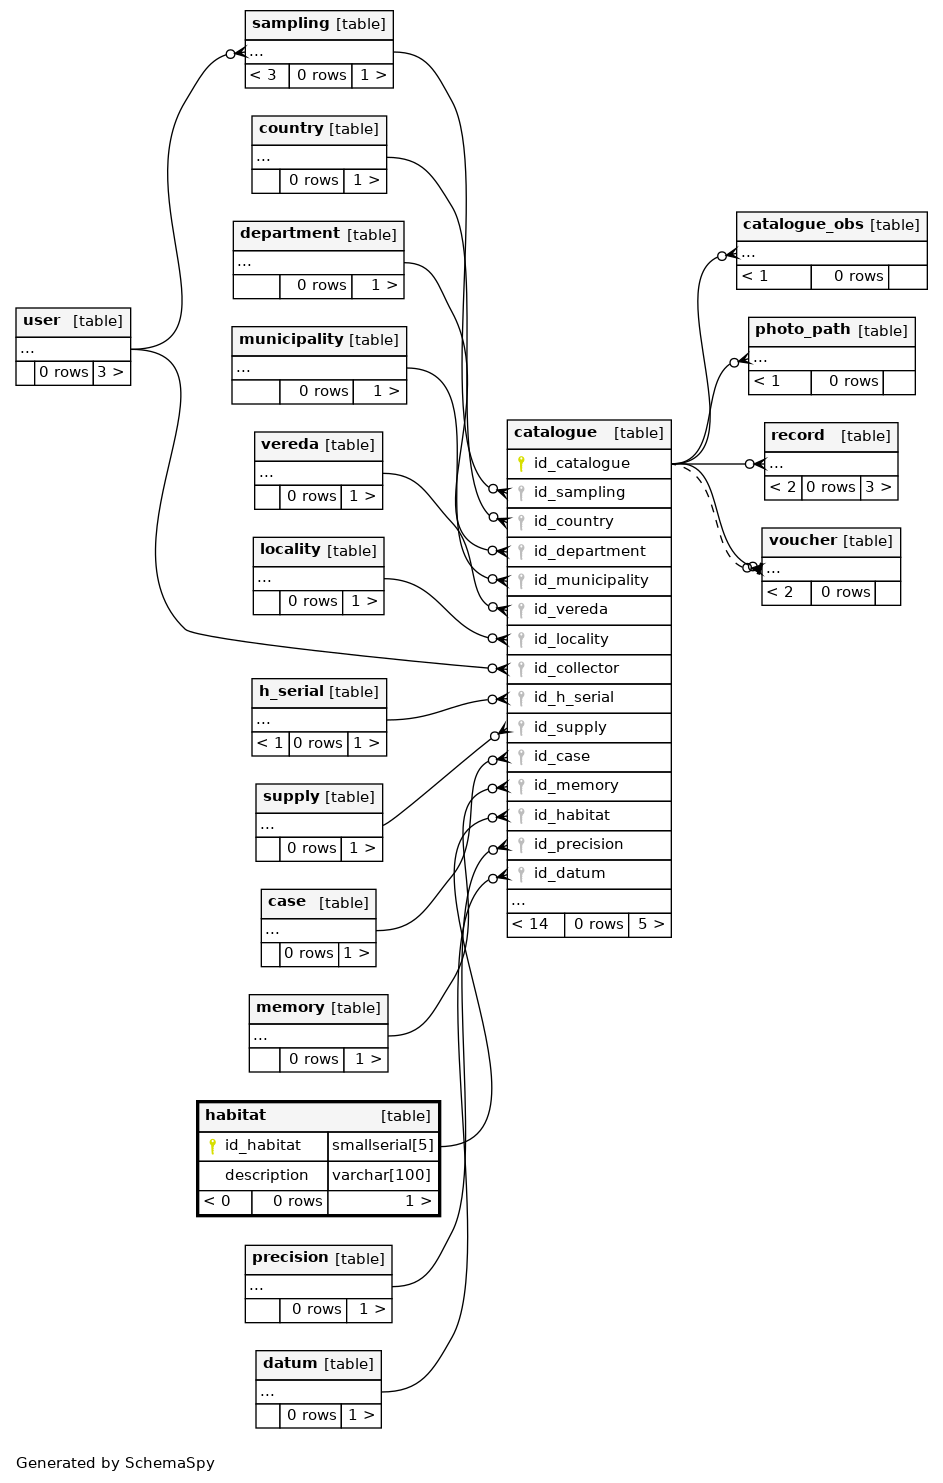 sampling [table]
...
< 3 0 rows 1 >
country [table]
...
0 rows 1 >
department [table]
...
0 rows 1 >
municipality [table]
...
0 rows 1 >
user [table]
...
0 rows 3 >
vereda [table]
...
0 rows 1 >
locality [table]
...
0 rows 1 >
h_serial [table]
...
< 1 0 rows 1 >
supply [table]
...
0 rows 1 >
case [table]
...
0 rows 1 >
memory [table]
...
0 rows 1 >
habitat [table]
id_habitat smallserial[5]
description varchar[100]
< 0 0 rows 1 >
precision [table]
...
0 rows 1 >
datum [table]
...
0 rows 1 >
catalogue [table]
id_catalogue
id_sampling
id_country
id_department
id_municipality
id_vereda
id_locality
id_collector
id_h_serial
id_supply
id_case
id_memory
id_habitat
id_precision
id_datum
...
< 14 0 rows 5 >
catalogue_obs [table]
...
< 1 0 rows
photo_path [table]
...
< 1 0 rows
record [table]
...
< 2 0 rows 3 >
voucher [table]
...
< 2 0 rows
Generated by SchemaSpy